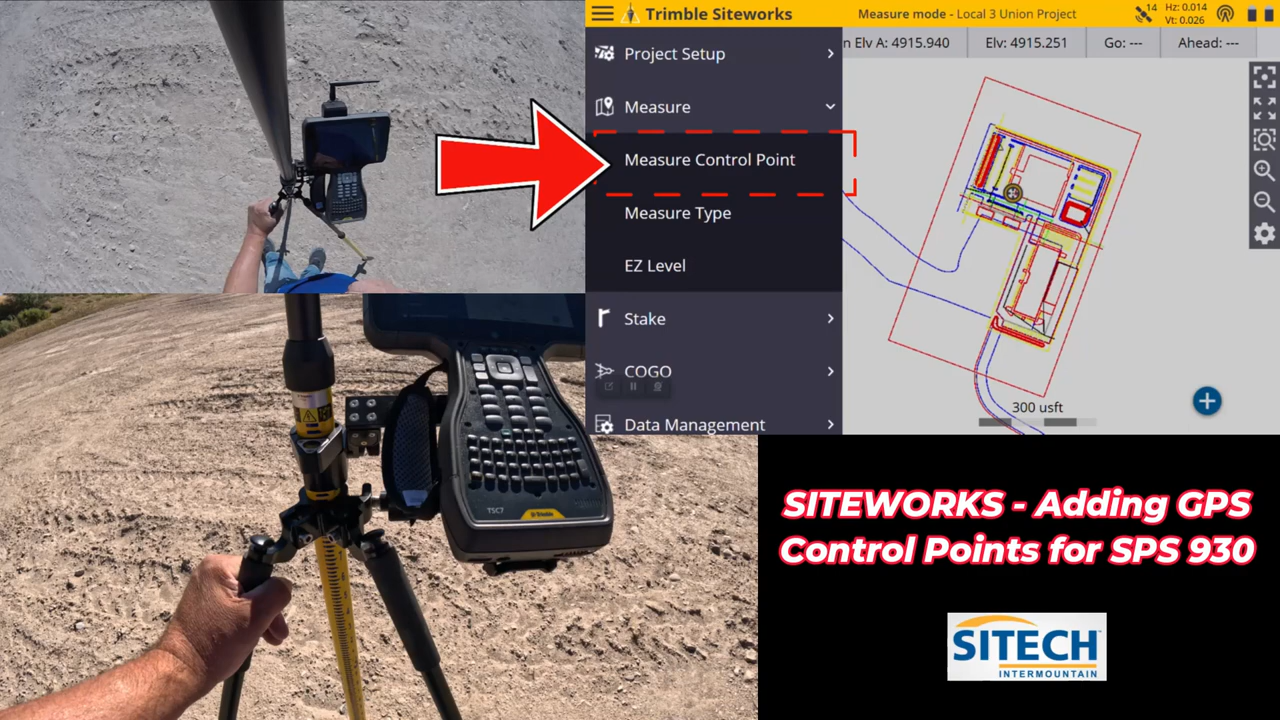 Trimble Siteworks
Measure mode - Local 3 Union Project
14
Hz: 0.014
Vt: 0.026
n Elv A: 4915.940
Elv: 4915.251
Go: ---
Ahead: ---
Project Setup
Measure
Measure Control Point
Measure Type
EZ Level
Stake
COGO
Data Management
300 usft
TSC7
Trimble
SITEWORKS - Adding GPS
Control Points for SPS 930
SITECH
INTERMOUNTAIN